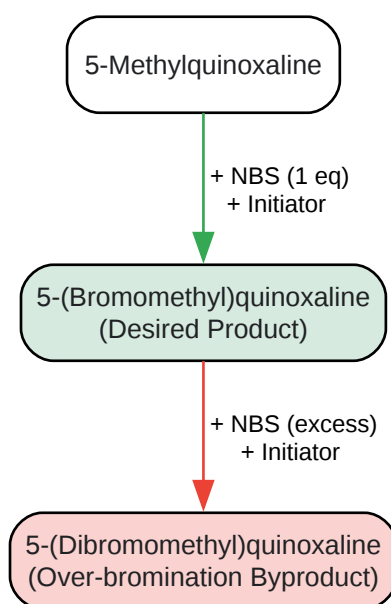 5-Methylquinoxaline
+ NBS (1 eq)
+ Initiator
5-(Bromomethyl)quinoxaline
(Desired Product)
+ NBS (excess)
+ Initiator
5-(Dibromomethyl)quinoxaline
(Over-bromination Byproduct)